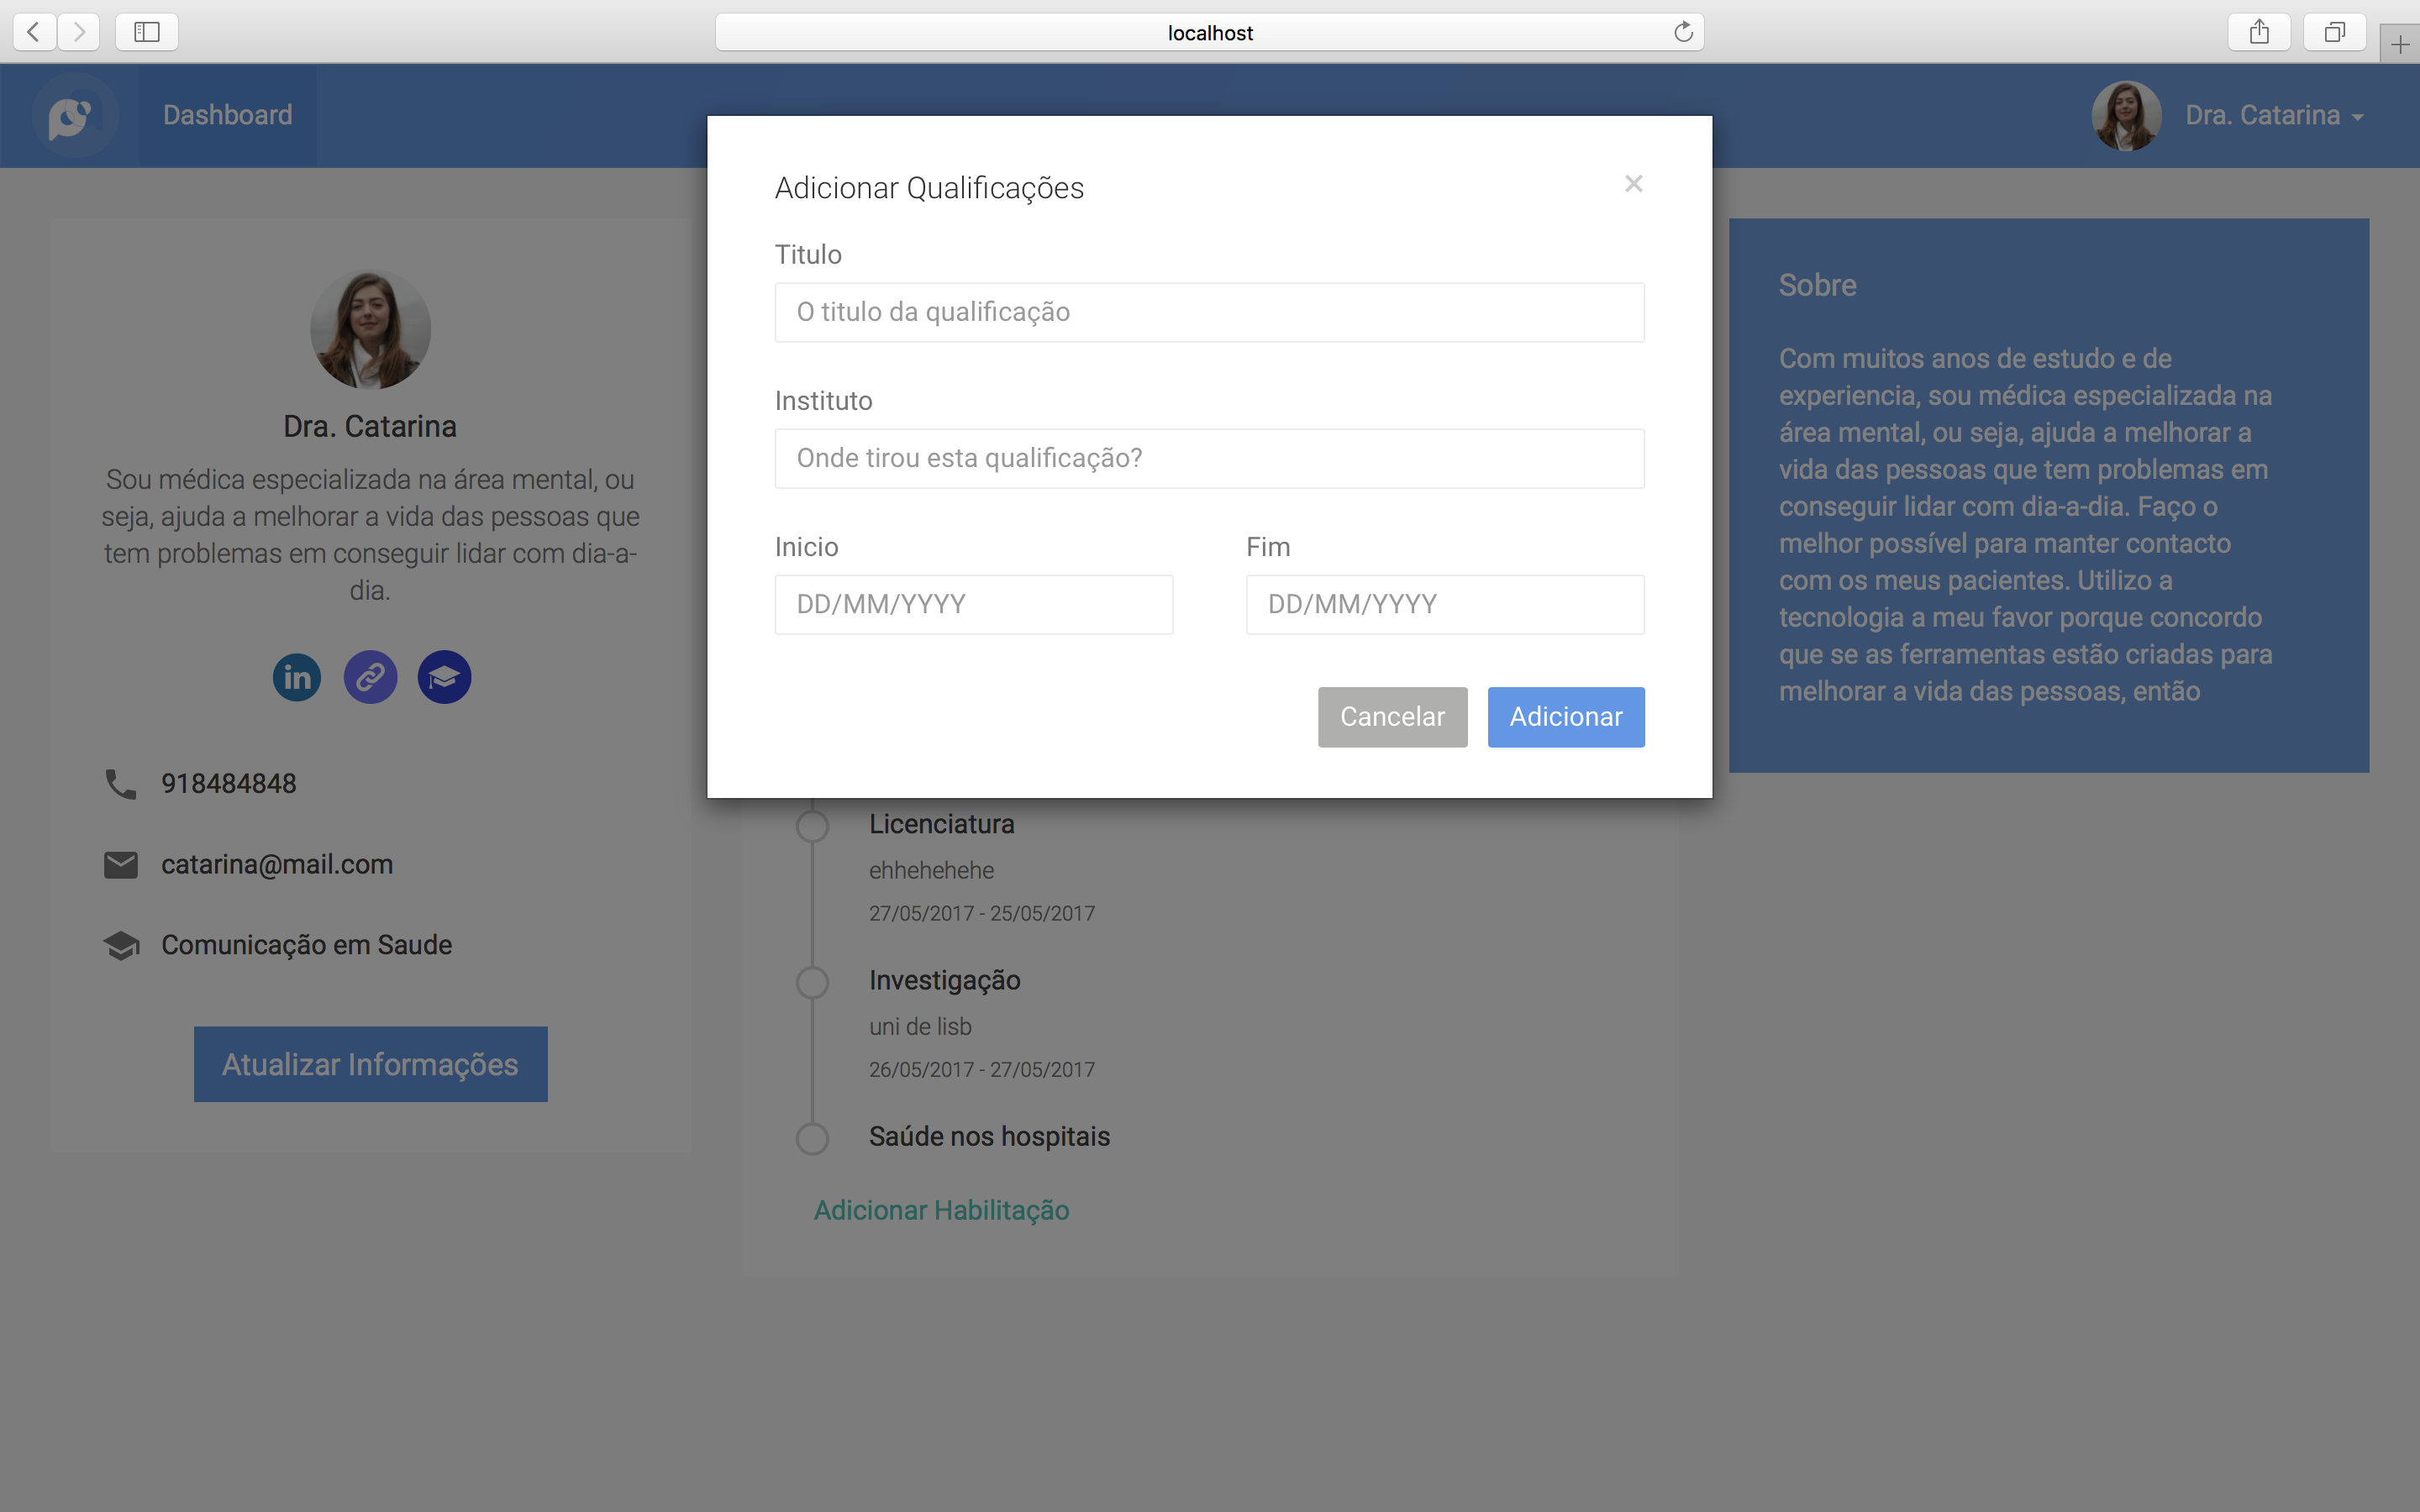 localhost
Dashboard
Dra. Catarina
Adicionar Qualificações
Titulo
O titulo da qualificação
Instituto
Onde tirou esta qualificação?
Inicio
Fim
DD/MM/YYYY
DD/MM/YYYY
Cancelar
Adicionar
Dra. Catarina
Sou médica especializada na área mental, ou
seja, ajuda a melhorar a vida das pessoas que
tem problemas em conseguir lidar com dia-a-
dia.
in
918484848
catarina@mail.com
Comunicação em Saude
Atualizar Informações
Licenciatura
ehhehehehe
27/05/2017 - 25/05/2017
Investigação
uni de lisb
26/05/2017 - 27/05/2017
Saúde nos hospitais
Adicionar Habilitação
Sobre
Com muitos anos de estudo e de
experiencia, sou médica especializada na
área mental, ou seja, ajuda a melhorar a
vida das pessoas que tem problemas em
conseguir lidar com dia-a-dia. Faço o
melhor possível para manter contacto
com os meus pacientes. Utilizo a
tecnologia a meu favor porque concordo
que se as ferramentas estão criadas para
melhorar a vida das pessoas, então